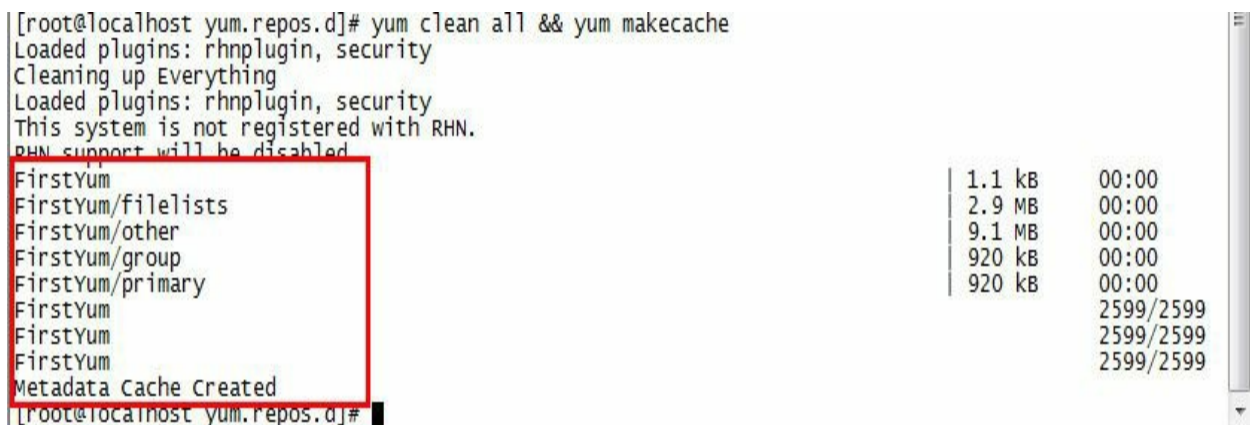 [root@localhost yum.repos.d]# yum clean all && yum makecache
Loaded plugins: rhnplugin, security
Cleaning up Everything
Loaded plugins: rhnplugin, security
This system is not registered with RHN.
RHN support will be disabled
FirstYum | 1.1 kB 00:00
FirstYum/filelists | 2.9 MB 00:00
FirstYum/other | 9.1 MB 00:00
FirstYum/group | 920 kB 00:00
FirstYum/primary | 920 kB 00:00
FirstYum 2599/2599
FirstYum 2599/2599
FirstYum 2599/2599
Metadata Cache Created
[root@localhost yum.repos.d]#